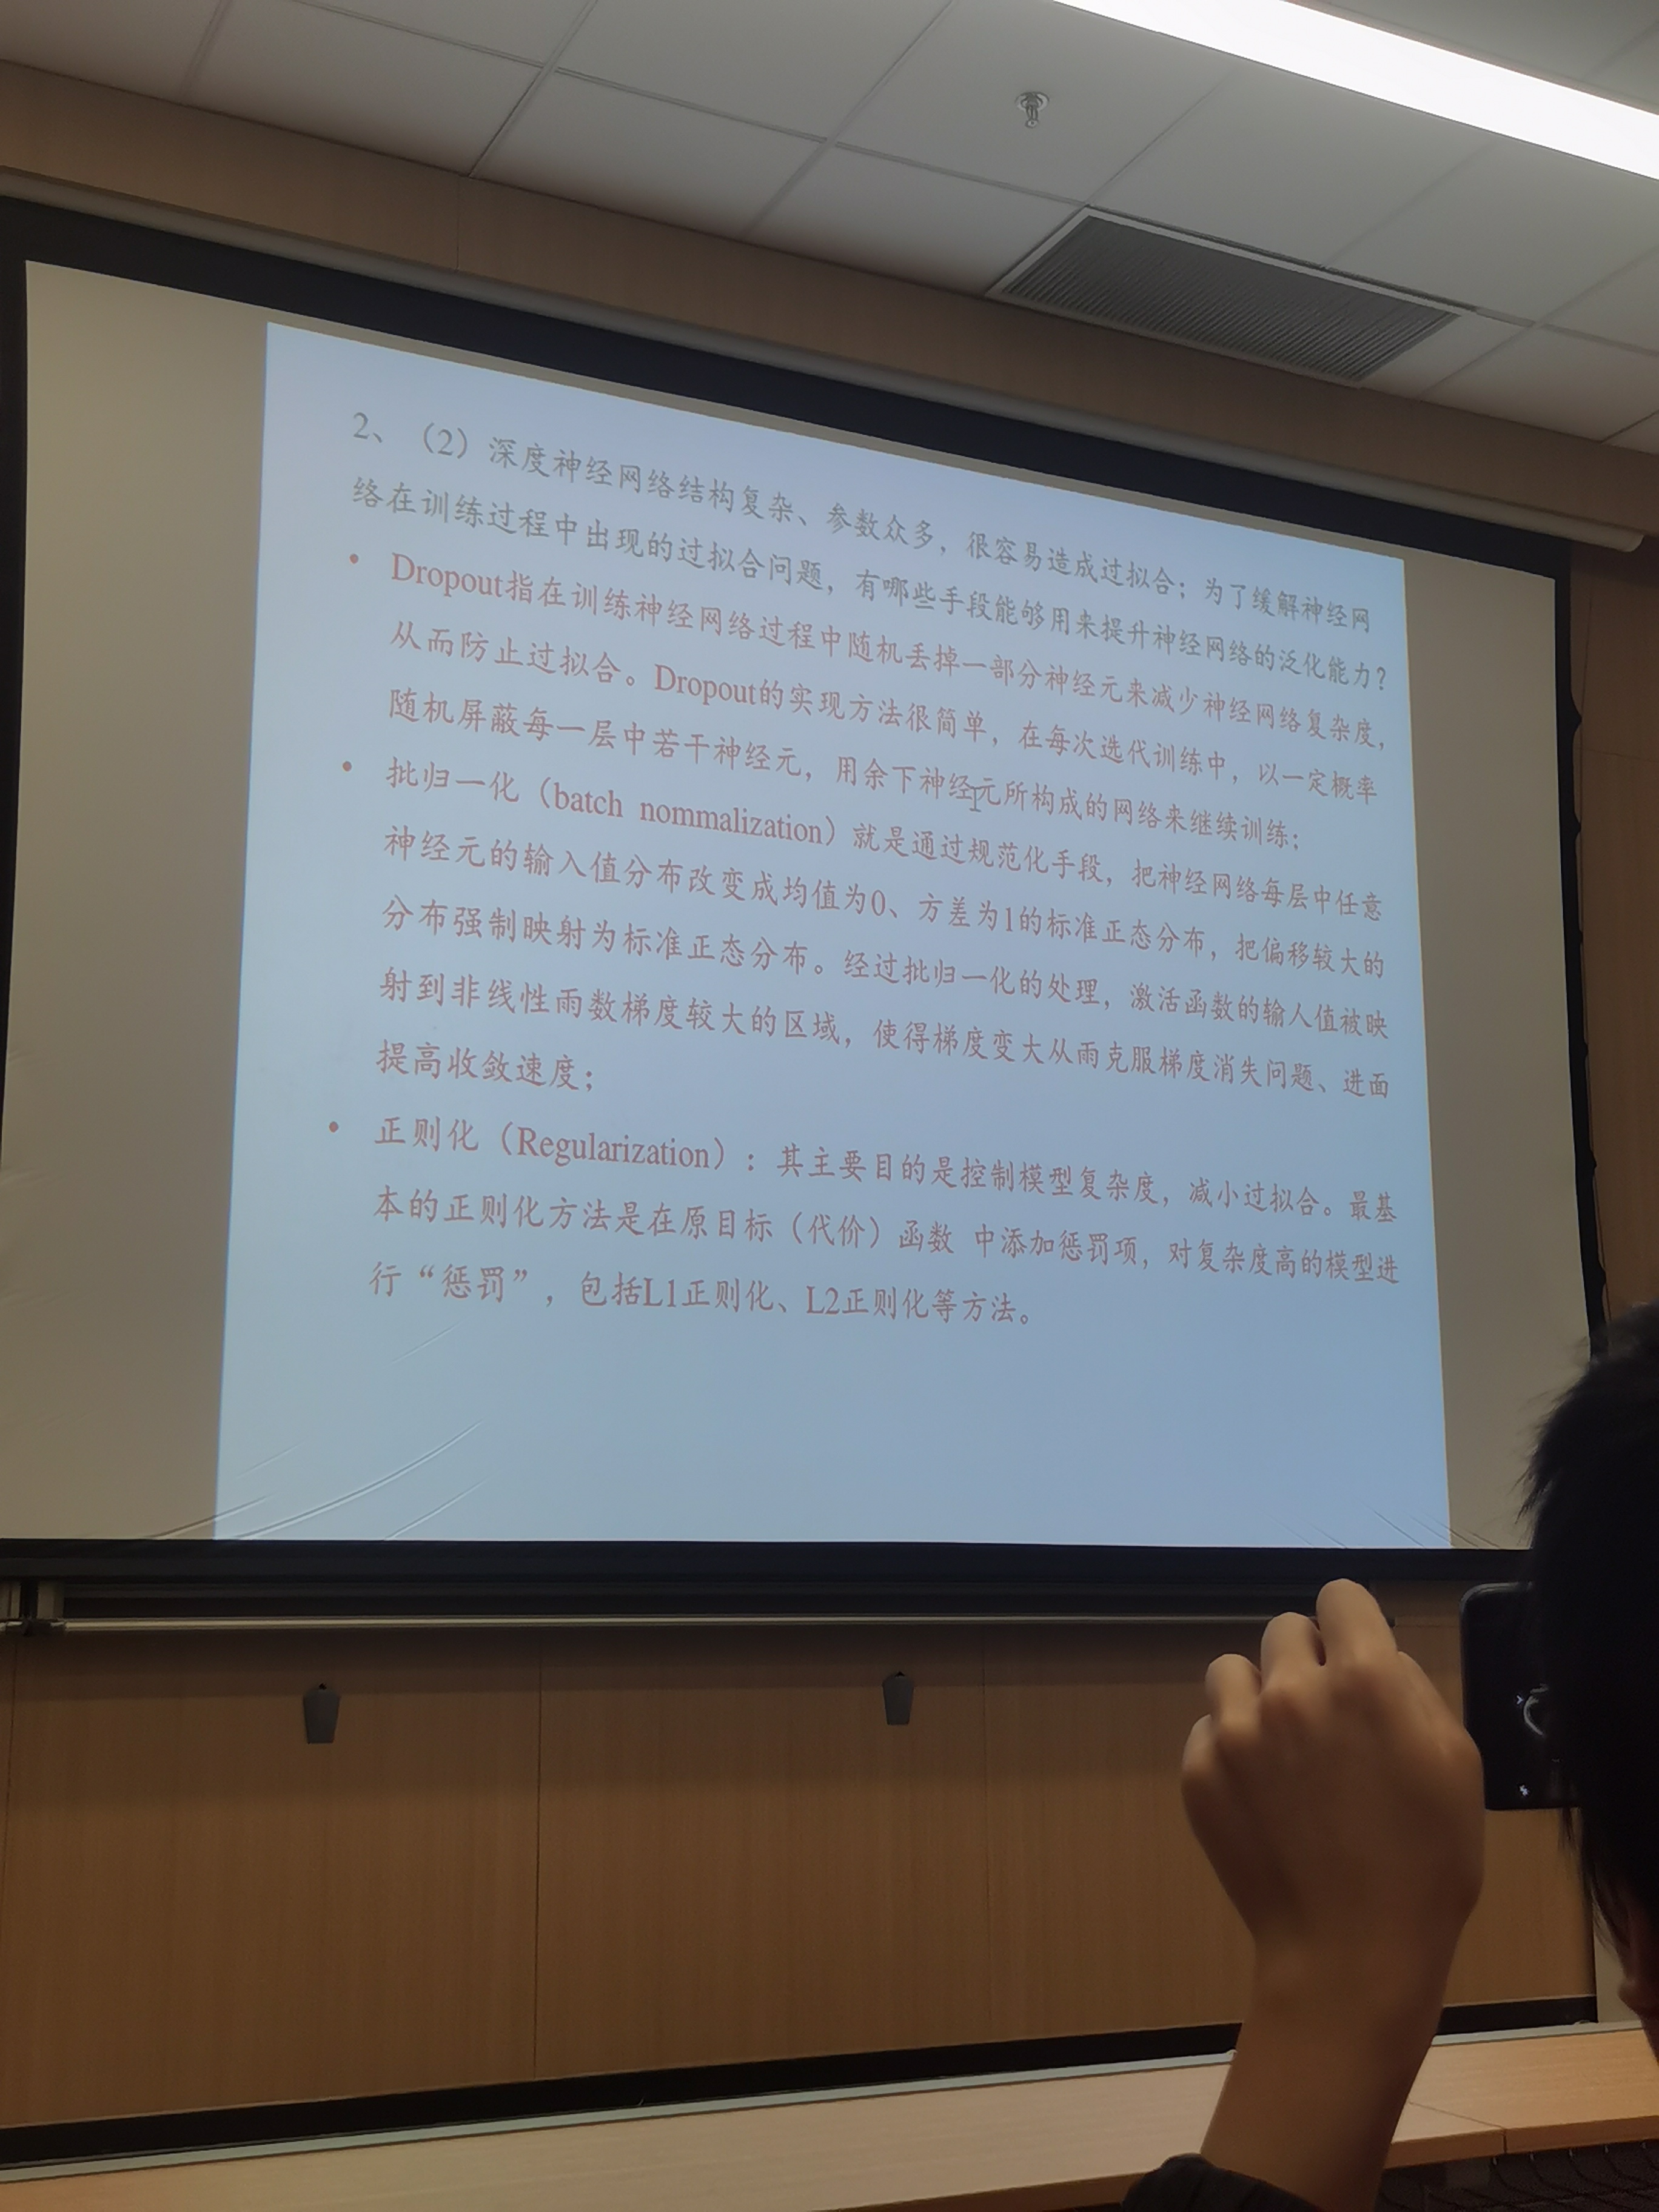 2、（2）深度神经网络结构复杂、参数众多，很容易造成过拟合；为了缓解神经网
络在训练过程中出现的过拟合问题，有哪些手段能够用来提升神经网络的泛化能力？
• Dropout指在训练神经网络过程中随机丢掉一部分神经元来减少神经网络复杂度，
从而防止过拟合。Dropout的实现方法很简单，在每次迭代训练中，以一定概率
随机屏蔽每一层中若干神经元，用余下神经元所构成的网络来继续训练；
• 批归一化（batch nommalization）就是通过规范化手段，把神经网络每层中任意
神经元的输入值分布改变成均值为0、方差为1的标准正态分布，把偏移较大的
分布强制映射为标准正态分布。经过批归一化的处理，激活函数的输人值被映
射到非线性雨数梯度较大的区域，使得梯度变大从雨克服梯度消失问题、进面
提高收敛速度；
• 正则化（Regularization）：其主要目的是控制模型复杂度，减小过拟合。最基
本的正则化方法是在原目标（代价）函数 中添加惩罚项，对复杂度高的模型进
行“惩罚”，包括L1正则化、L2正则化等方法。